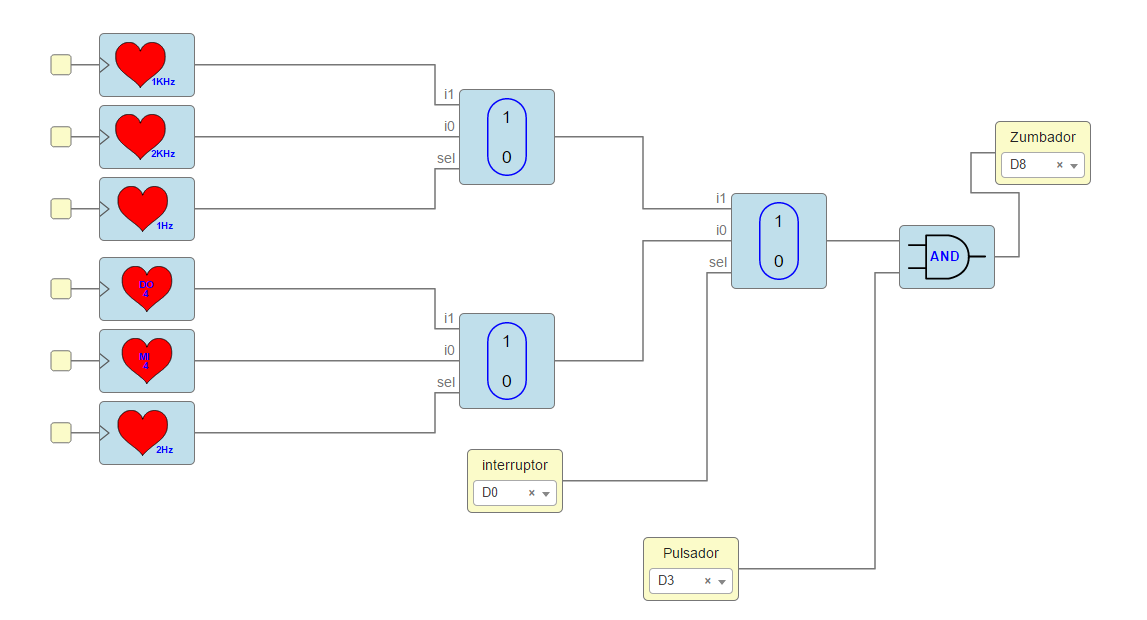 1KHz
i1
i0
sel
1
0
2KHz
1Hz
Zumbador
D8 ×
i1
i0
sel
1
0
AND
DO
4
MI
4
2Hz
i1
i0
sel
1
0
interruptor
D0 ×
Pulsador
D3 ×